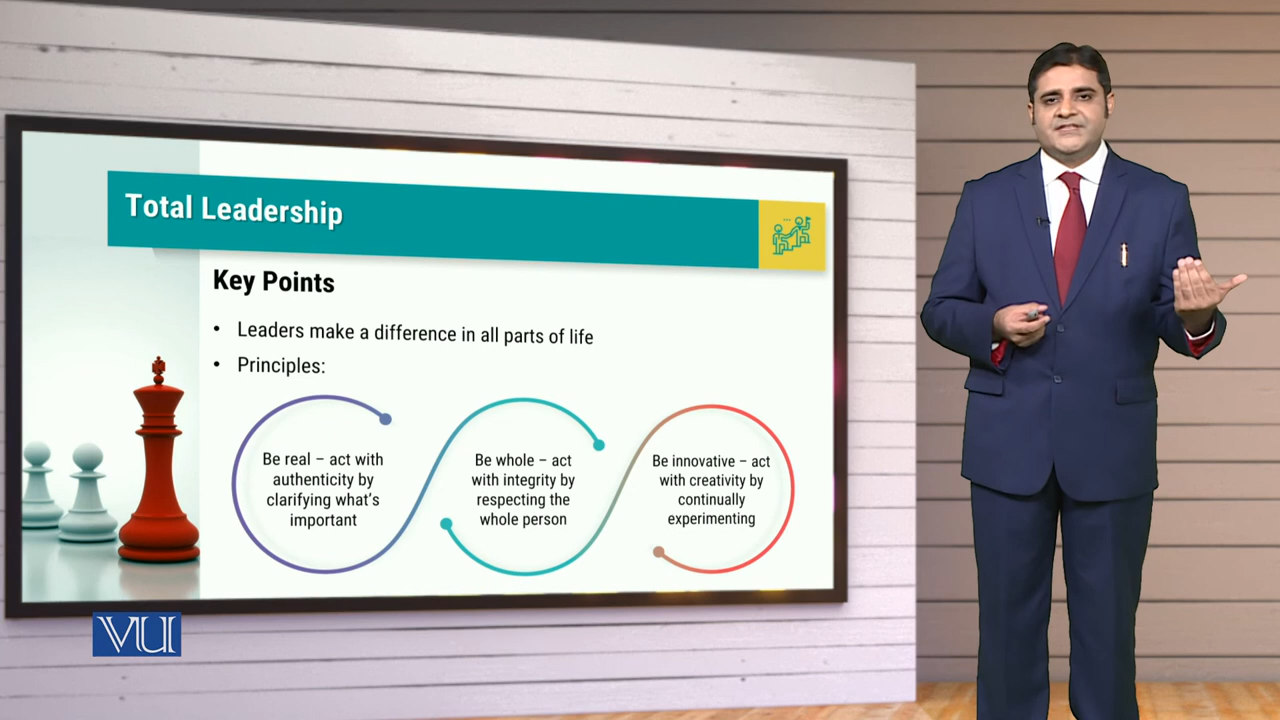 Total Leadership
Key Points
• Leaders make a difference in all parts of life
• Principles:
Be real – act with
authenticity by
clarifying what's
important
Be whole – act
with integrity by
respecting the
whole person
Be innovative – act
with creativity by
continually
experimenting
VU